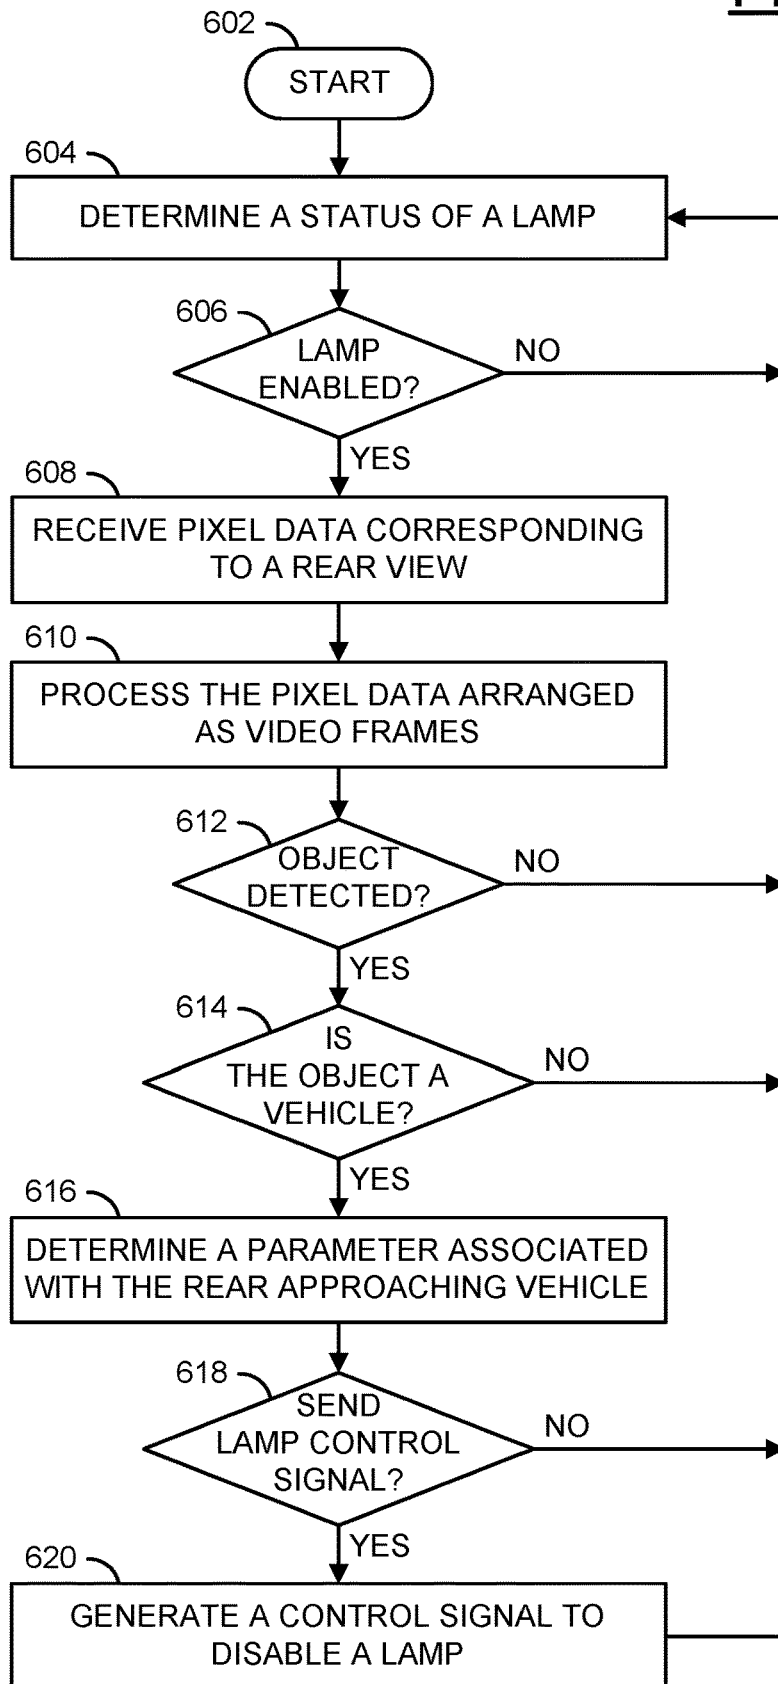 602
START
604
DETERMINE A STATUS OF A LAMP
606
LAMP
ENABLED?
NO
YES
608
RECEIVE PIXEL DATA CORRESPONDING
TO A REAR VIEW
610
PROCESS THE PIXEL DATA ARRANGED
AS VIDEO FRAMES
612
OBJECT
DETECTED?
NO
YES
614
IS
THE OBJECT A
VEHICLE?
NO
YES
616
DETERMINE A PARAMETER ASSOCIATED
WITH THE REAR APPROACHING VEHICLE
618
SEND
LAMP CONTROL
SIGNAL?
NO
YES
620
GENERATE A CONTROL SIGNAL TO
DISABLE A LAMP